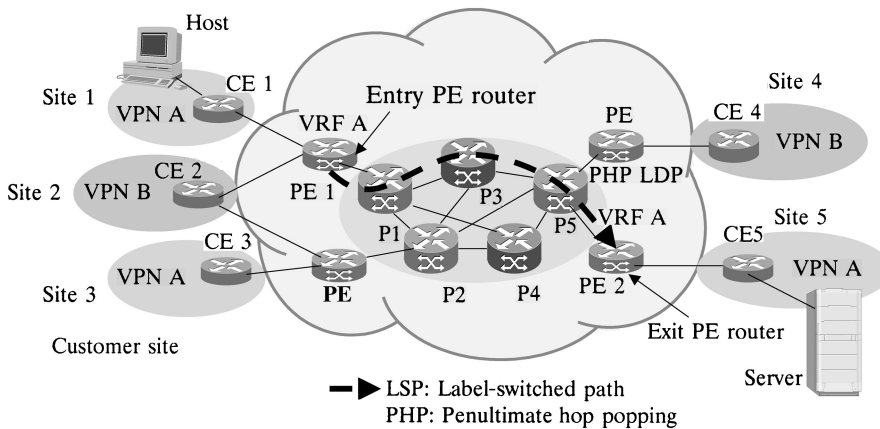 Host
Site 1
VPN A
CE 1
VRF A
Entry PE router
PE 1
Site 2
VPN B
CE 2
Site 3
VPN A
CE 3
PE
Customer site
P1
P3
P2
P4
P5
PE
PHP LDP
CE 4
Site 4
VPN B
VRF A
PE 2
Exit PE router
Site 5
CE5
VPN A
Server
LSP: Label-switched path
PHP: Penultimate hop popping